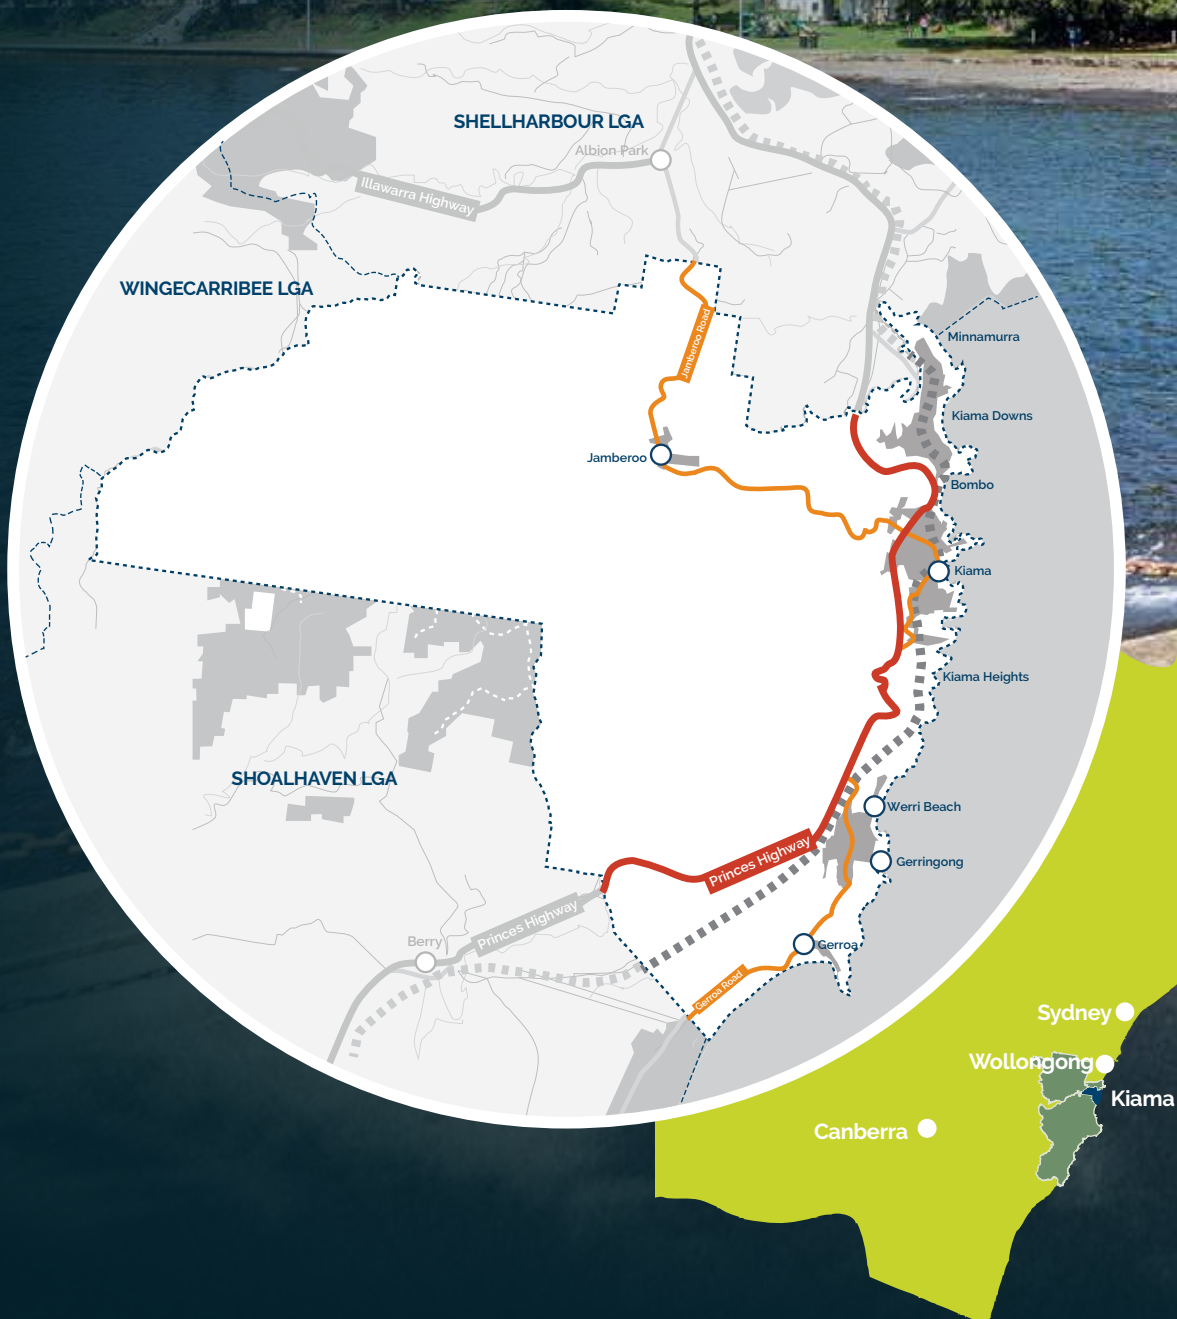 SHELLHARBOUR LGA
Albion Park
Illawarra Highway
WINGECARRIBEE LGA
Jamberoo Road
Minnamurra
Kiama Downs
Jamberoo
Bombo
Kiama
Kiama Heights
SHOALHAVEN LGA
Werri Beach
Princes Highway
Gerringong
Princes Highway
Berry
Gerroa
Gerroa Road
Sydney
Wollongong
Kiama
Canberra